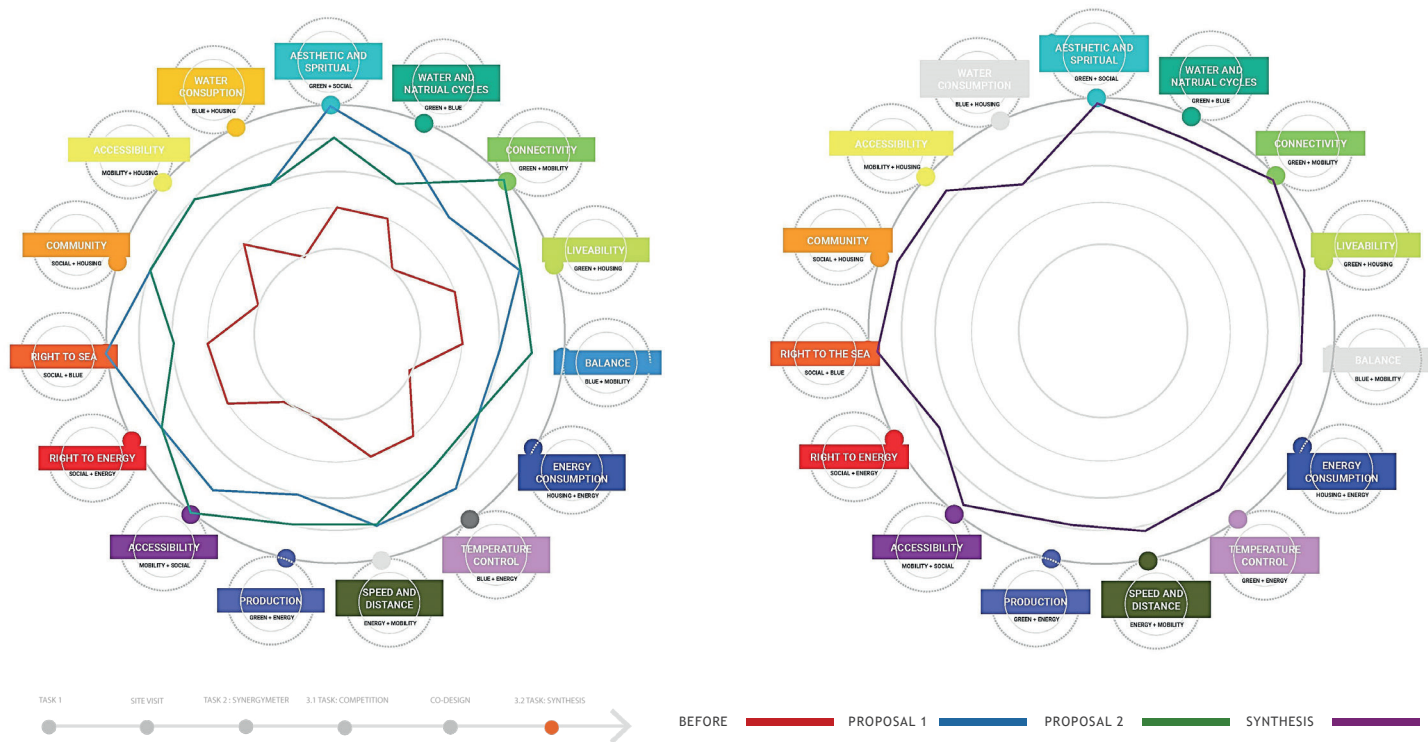 AESTHETIC AND
SPRITUAL
GREEN + SOCIAL
WATER AND
NATRUAL CYCLES
GREEN + BLUE
CONNECTIVITY
GREEN + MOBILITY
LIVEABILITY
GREEN + HOUSING
BALANCE
BLUE + MOBILITY
ENERGY
CONSUMPTION
HOUSING + ENERGY
TEMPERATURE
CONTROL
BLUE + ENERGY
SPEED AND
DISTANCE
ENERGY + MOBILITY
PRODUCTION
GREEN + ENERGY
ACCESSIBILITY
MOBILITY + SOCIAL
RIGHT TO ENERGY
SOCIAL + ENERGY
RIGHT TO SEA
SOCIAL + BLUE
COMMUNITY
SOCIAL + HOUSING
ACCESSIBILITY
MOBILITY + HOUSING
WATER
CONSUPTION
BLUE + HOUSING
AESTHETIC AND
SPRITUAL
GREEN + SOCIAL
WATER AND
NATRUAL CYCLES
GREEN + BLUE
CONNECTIVITY
GREEN + MOBILITY
LIVEABILITY
GREEN + HOUSING
BALANCE
BLUE + MOBILITY
ENERGY
CONSUMPTION
HOUSING + ENERGY
TEMPERATURE
CONTROL
GREEN + ENERGY
SPEED AND
DISTANCE
ENERGY + MOBILITY
PRODUCTION
GREEN + ENERGY
ACCESSIBILITY
MOBILITY + SOCIAL
RIGHT TO ENERGY
SOCIAL + ENERGY
RIGHT TO THE SEA
SOCIAL + BLUE
COMMUNITY
SOCIAL + HOUSING
ACCESSIBILITY
MOBILITY + HOUSING
WATER
CONSUMPTION
BLUE + HOUSING
TASK 1
SITE VISIT
TASK 2 : SYNERGYMETER
3.1 TASK: COMPETITION
CO-DESIGN
3.2 TASK: SYNTHESIS
BEFORE
PROPOSAL 1
PROPOSAL 2
SYNTHESIS